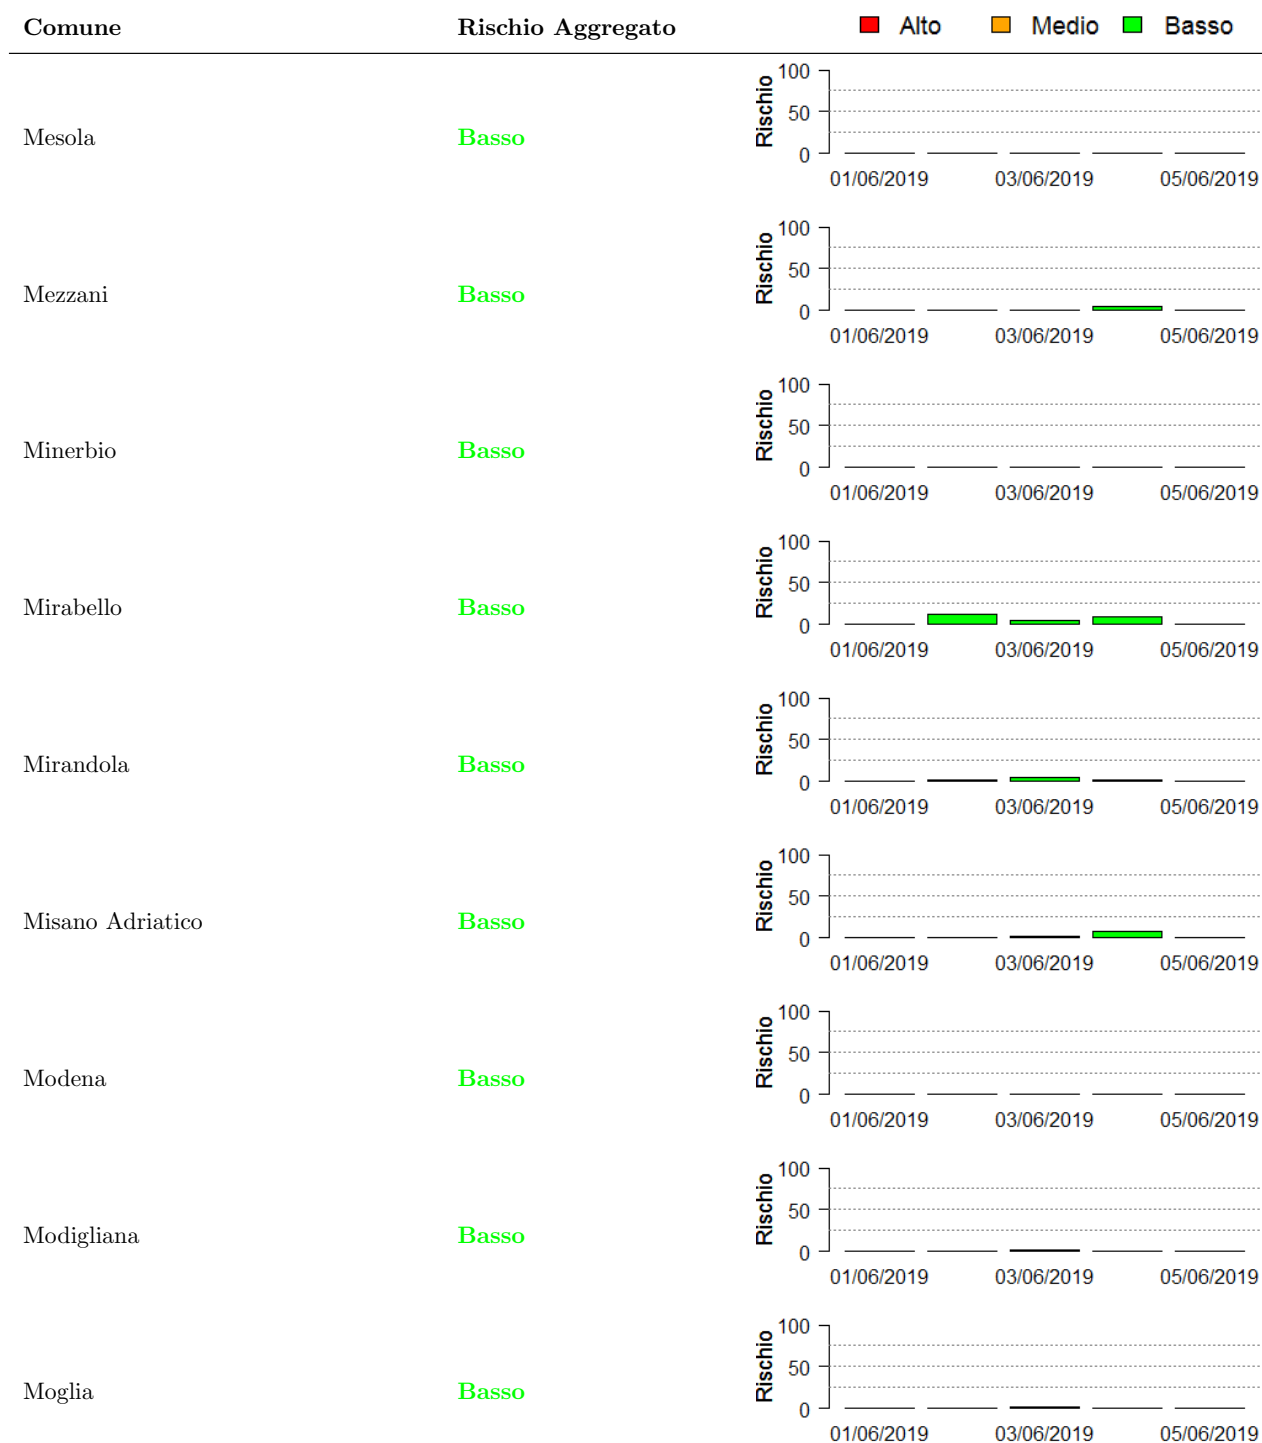 Comune Rischio Aggregato Alto Medio Basso
Mesola Basso Rischio 100 50 0
01/06/2019 03/06/2019 05/06/2019
Mezzani Basso Rischio 100 50 0
01/06/2019 03/06/2019 05/06/2019
Minerbio Basso Rischio 100 50 0
01/06/2019 03/06/2019 05/06/2019
Mirabello Basso Rischio 100 50 0
01/06/2019 03/06/2019 05/06/2019
Mirandola Basso Rischio 100 50 0
01/06/2019 03/06/2019 05/06/2019
Misano Adriatico Basso Rischio 100 50 0
01/06/2019 03/06/2019 05/06/2019
Modena Basso Rischio 100 50 0
01/06/2019 03/06/2019 05/06/2019
Modigliana Basso Rischio 100 50 0
01/06/2019 03/06/2019 05/06/2019
Moglia Basso Rischio 100 50 0
01/06/2019 03/06/2019 05/06/2019